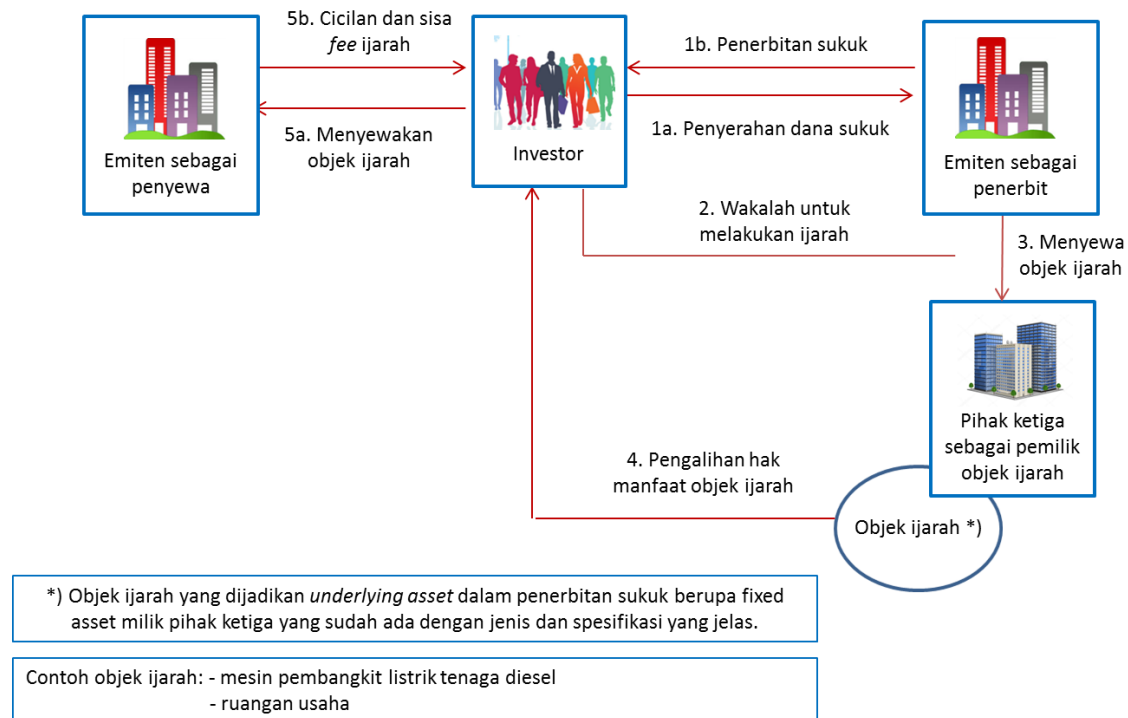 5b. Cicilan dan sisa
fee ijarah
1b. Penerbitan sukuk
5a. Menyewakan
objek ijarah
1a. Penyerahan dana sukuk
Emiten sebagai
penyewa
Investor
Emiten sebagai
penerbit
2. Wakalah untuk
melakukan ijarah
3. Menyewa
objek ijarah
Pihak ketiga
sebagai pemilik
objek ijarah
4. Pengalihan hak
manfaat objek ijarah
Objek ijarah *)
*) Objek ijarah yang dijadikan underlying asset dalam penerbitan sukuk berupa fixed
asset milik pihak ketiga yang sudah ada dengan jenis dan spesifikasi yang jelas.
Contoh objek ijarah: - mesin pembangkit listrik tenaga diesel
- ruangan usaha